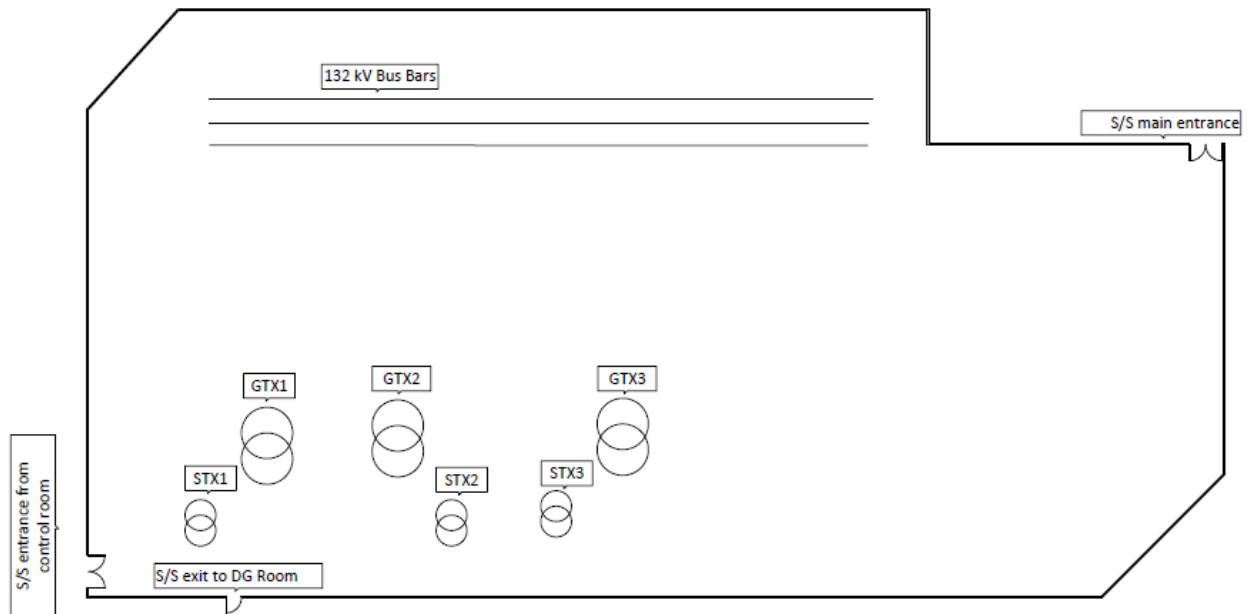 132 kV Bus Bars
S/S main entrance
GTX1
GTX2
GTX3
STX1
STX2
STX3
S/S entrance from
control room
S/S exit to DG Room